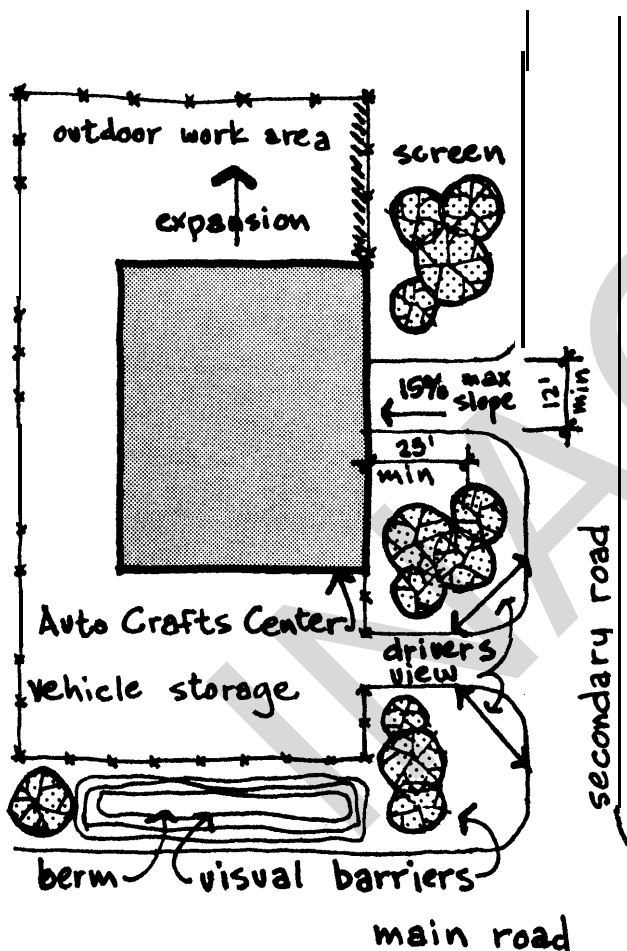 outdoor work area
screen
expansion
15% max
slope
12'
min
25'
min
Auto Crafts Center
drivers
view
vehicle storage
secondary road
berm
visual barriers
main road
INAC